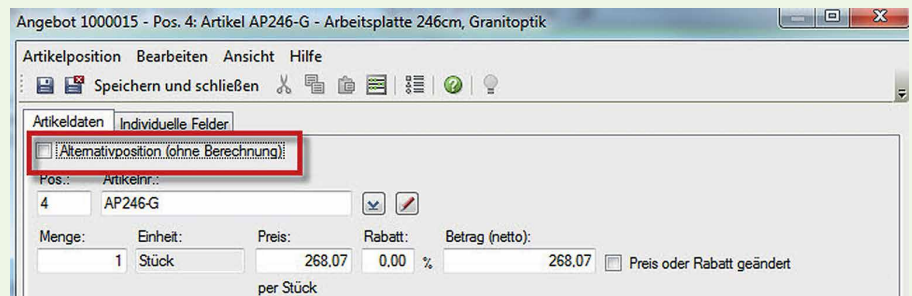 Angebot 1000015 - Pos. 4: Artikel AP246-G - Arbeitsplatte 246cm, Granitoptik
Artikelposition Bearbeiten Ansicht Hilfe
Speichern und schließen
Artikeldaten Individuelle Felder
Alternativposition (ohne Berechnung)
Pos.: Artikelnr.:
4 AP246-G
Menge: Einheit: Preis: Rabatt: Betrag (netto):
1 Stück 268,07 0,00 % 268,07 Preis oder Rabatt geändert
per Stück